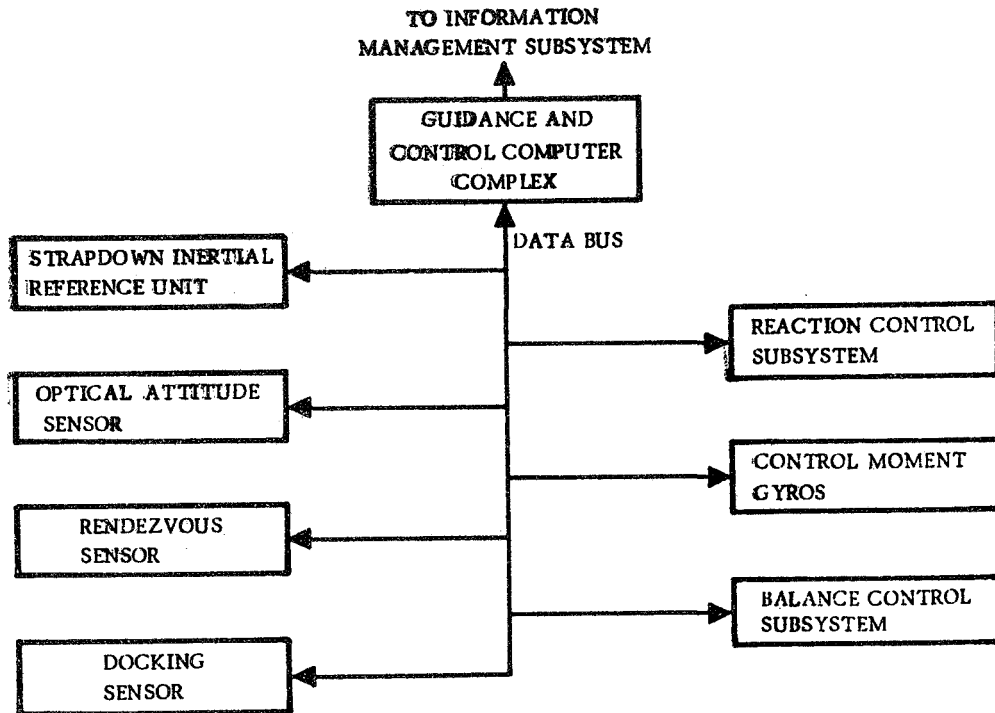 TO INFORMATION
MANAGEMENT SUBSYSTEM
GUIDANCE AND
CONTROL COMPUTER
COMPLEX
DATA BUS
STRAPDOWN INERTIAL
REFERENCE UNIT
REACTION CONTROL
SUBSYSTEM
OPTICAL ATTITUDE
SENSOR
CONTROL MOMENT
GYROS
RENDEZVOUS
SENSOR
BALANCE CONTROL
SUBSYSTEM
DOCKING
SENSOR